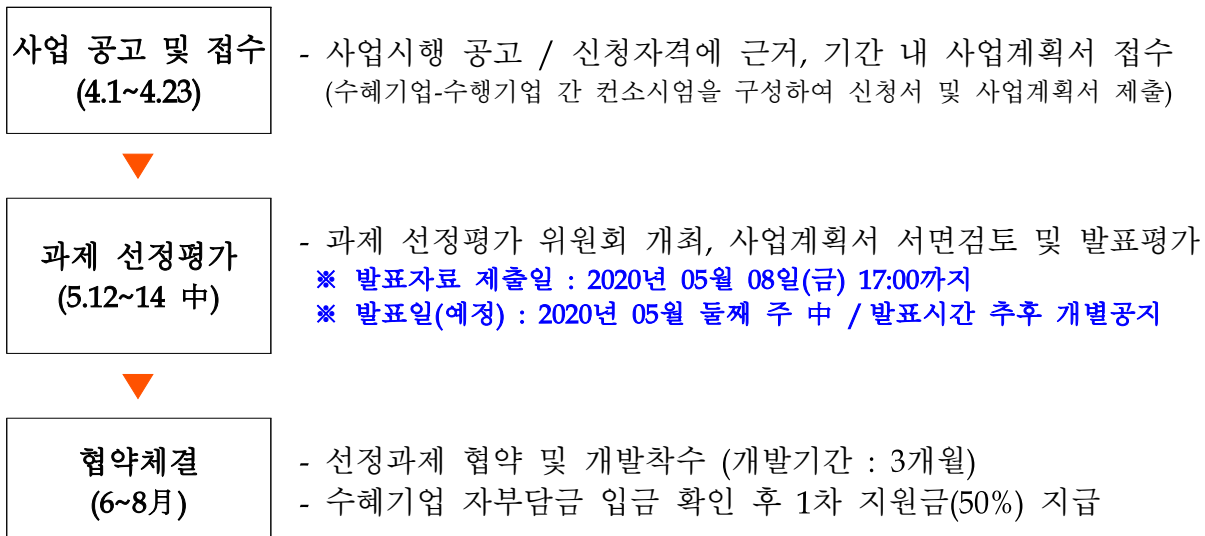 사업 공고 및 접수
(4.1~4.23)
- 사업시행 공고 / 신청자격에 근거, 기간 내 사업계획서 접수
(수혜기업-수행기업 간 컨소시엄을 구성하여 신청서 및 사업계획서 제출)
과제 선정평가
(5.12~14 中)
- 과제 선정평가 위원회 개최, 사업계획서 서면검토 및 발표평가
※ 발표자료 제출일 : 2020년 05월 08일(금) 17:00까지
※ 발표일(예정) : 2020년 05월 둘째 주 中 / 발표시간 추후 개별공지
협약체결
(6~8月)
- 선정과제 협약 및 개발착수 (개발기간 : 3개월)
- 수혜기업 자부담금 입금 확인 후 1차 지원금(50%) 지급